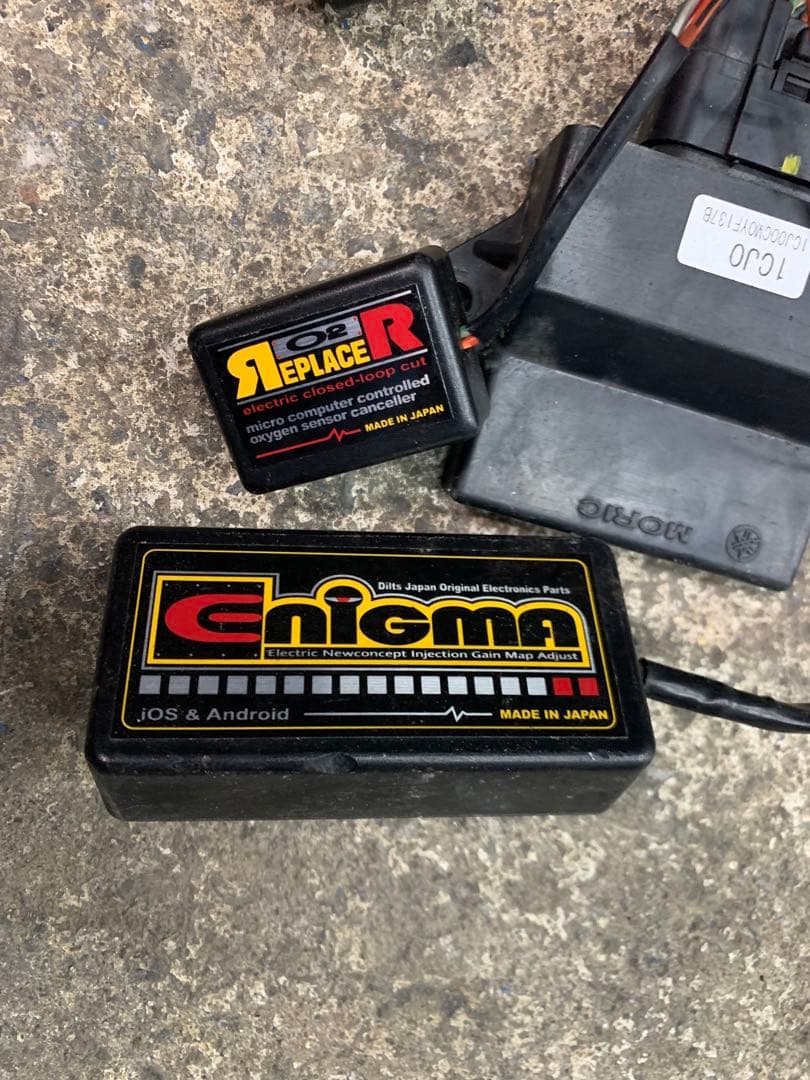 O2
REPLACER
electric closed-loop cut
micro computer controlled
oxygen sensor canceller
MADE IN JAPAN
1CJ0
1CJ00CMOYF137B
MORIC
Dilts Japan Original Electronics Parts
EnIGMA
Electric Newconcept Injection Gain Map Adjust
iOS & Android
MADE IN JAPAN